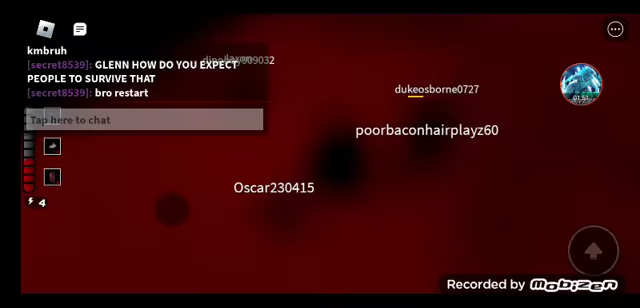 kmbruh
[secret8539]: GLENN HOW DO YOU EXPECT
PEOPLE TO SURVIVE THAT
[secret8539]: bro restart
Tap here to chat
dukeosborne0727
poorbaconhairplayz60
Oscar230415
4
Recorded by Mobizen